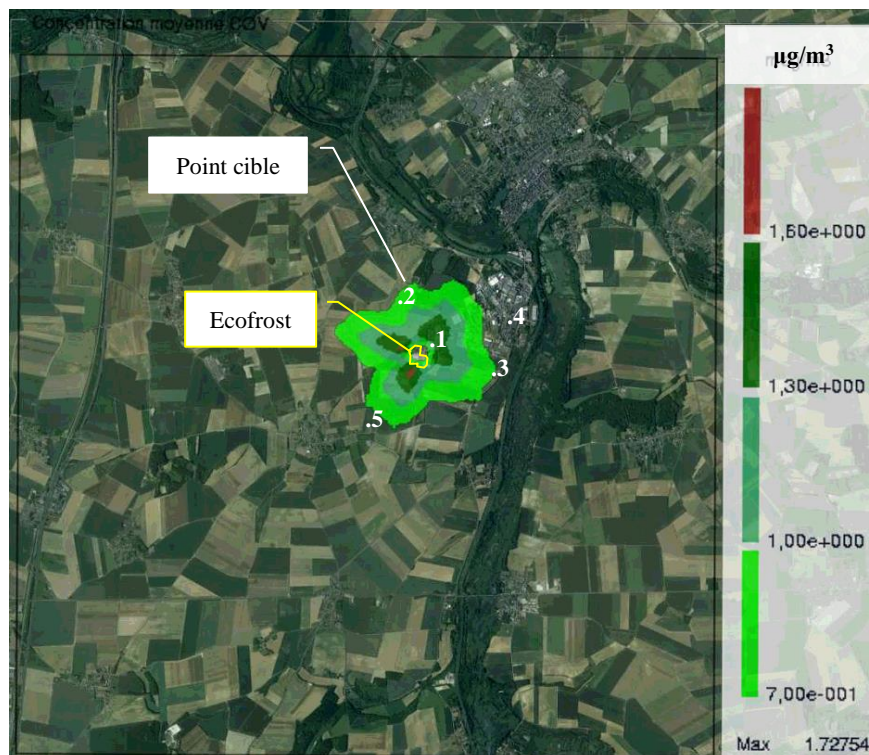 Concentration moyenne COV
µg/m³
Point cible
1,60e+000
.2
Ecofrost
.4
.1
.3
1,30e+000
.5
1,00e+000
7,00e-001
Max 1.72754